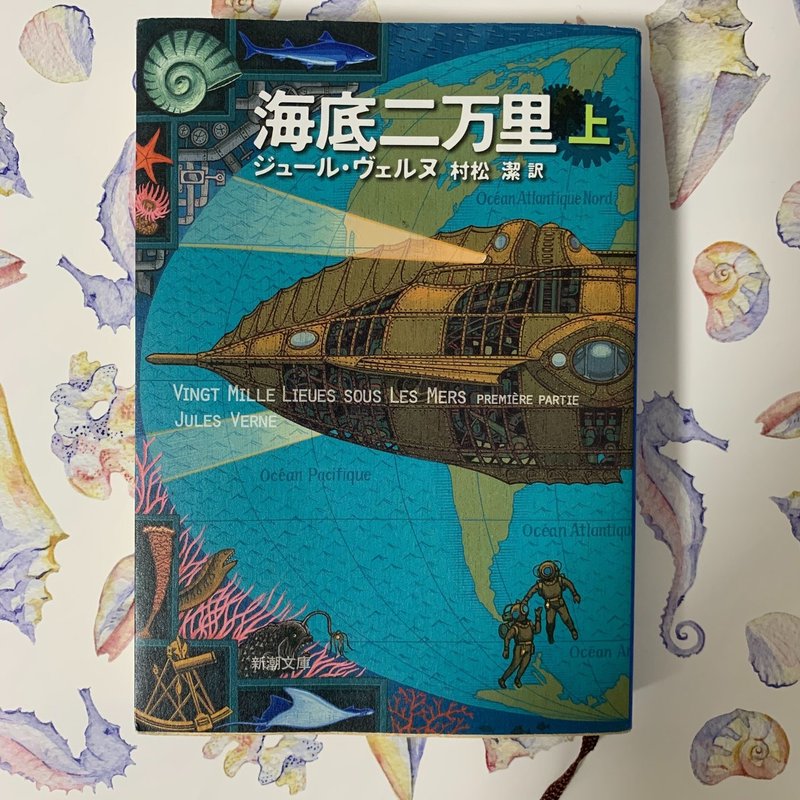 海底二万里 上
ジュール・ヴェルヌ 村松 潔 訳
Océan Atlantique Nord
VINGT MILLE LIEUES SOUS LES MERS PREMIÈRE PARTIE
JULES VERNE
Océan Pacifique
Océan Atlantiqu
Océan A
新潮文庫